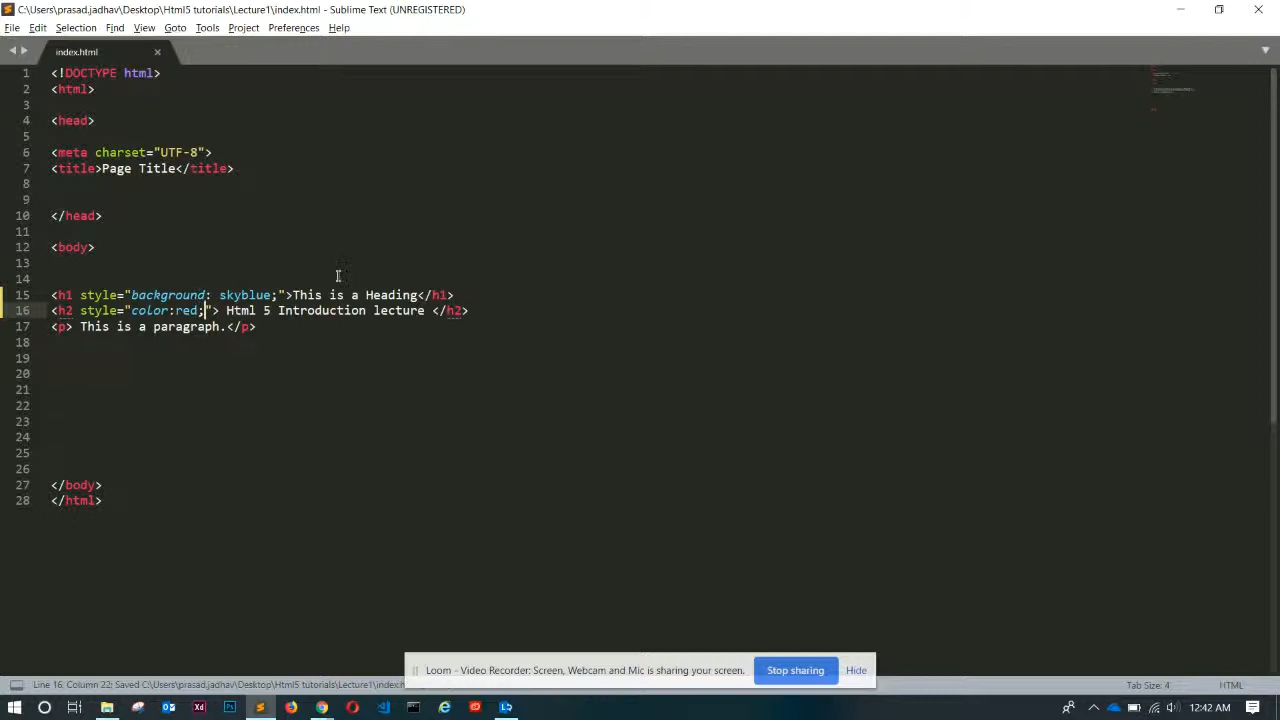 C:\Users\prasad.jadhav\Desktop\Html5 tutorials\Lecture1\index.html - Sublime Text (UNREGISTERED)
File Edit Selection Find View Goto Tools Project Preferences Help
index.html
1 <!DOCTYPE html>
2 <html>
3
4 <head>
5
6 <meta charset="UTF-8">
7 <title>Page Title</title>
8
9
10 </head>
11
12 <body>
13
14
15 <h1 style="background: skyblue;">This is a Heading</h1>
16 <h2 style="color:red;"> Html 5 Introduction lecture </h2>
17 <p> This is a paragraph.</p>
18
19
20
21
22
23
24
25
26
27 </body>
28 </html>
Loom - Video Recorder: Screen, Webcam and Mic is sharing your screen. Stop sharing Hide
Line 16, Column 22; Saved C:\Users\prasad.jadhav\Desktop\Html5 tutorials\Lecture1\index.h Tab Size: 4 HTML
12:42 AM